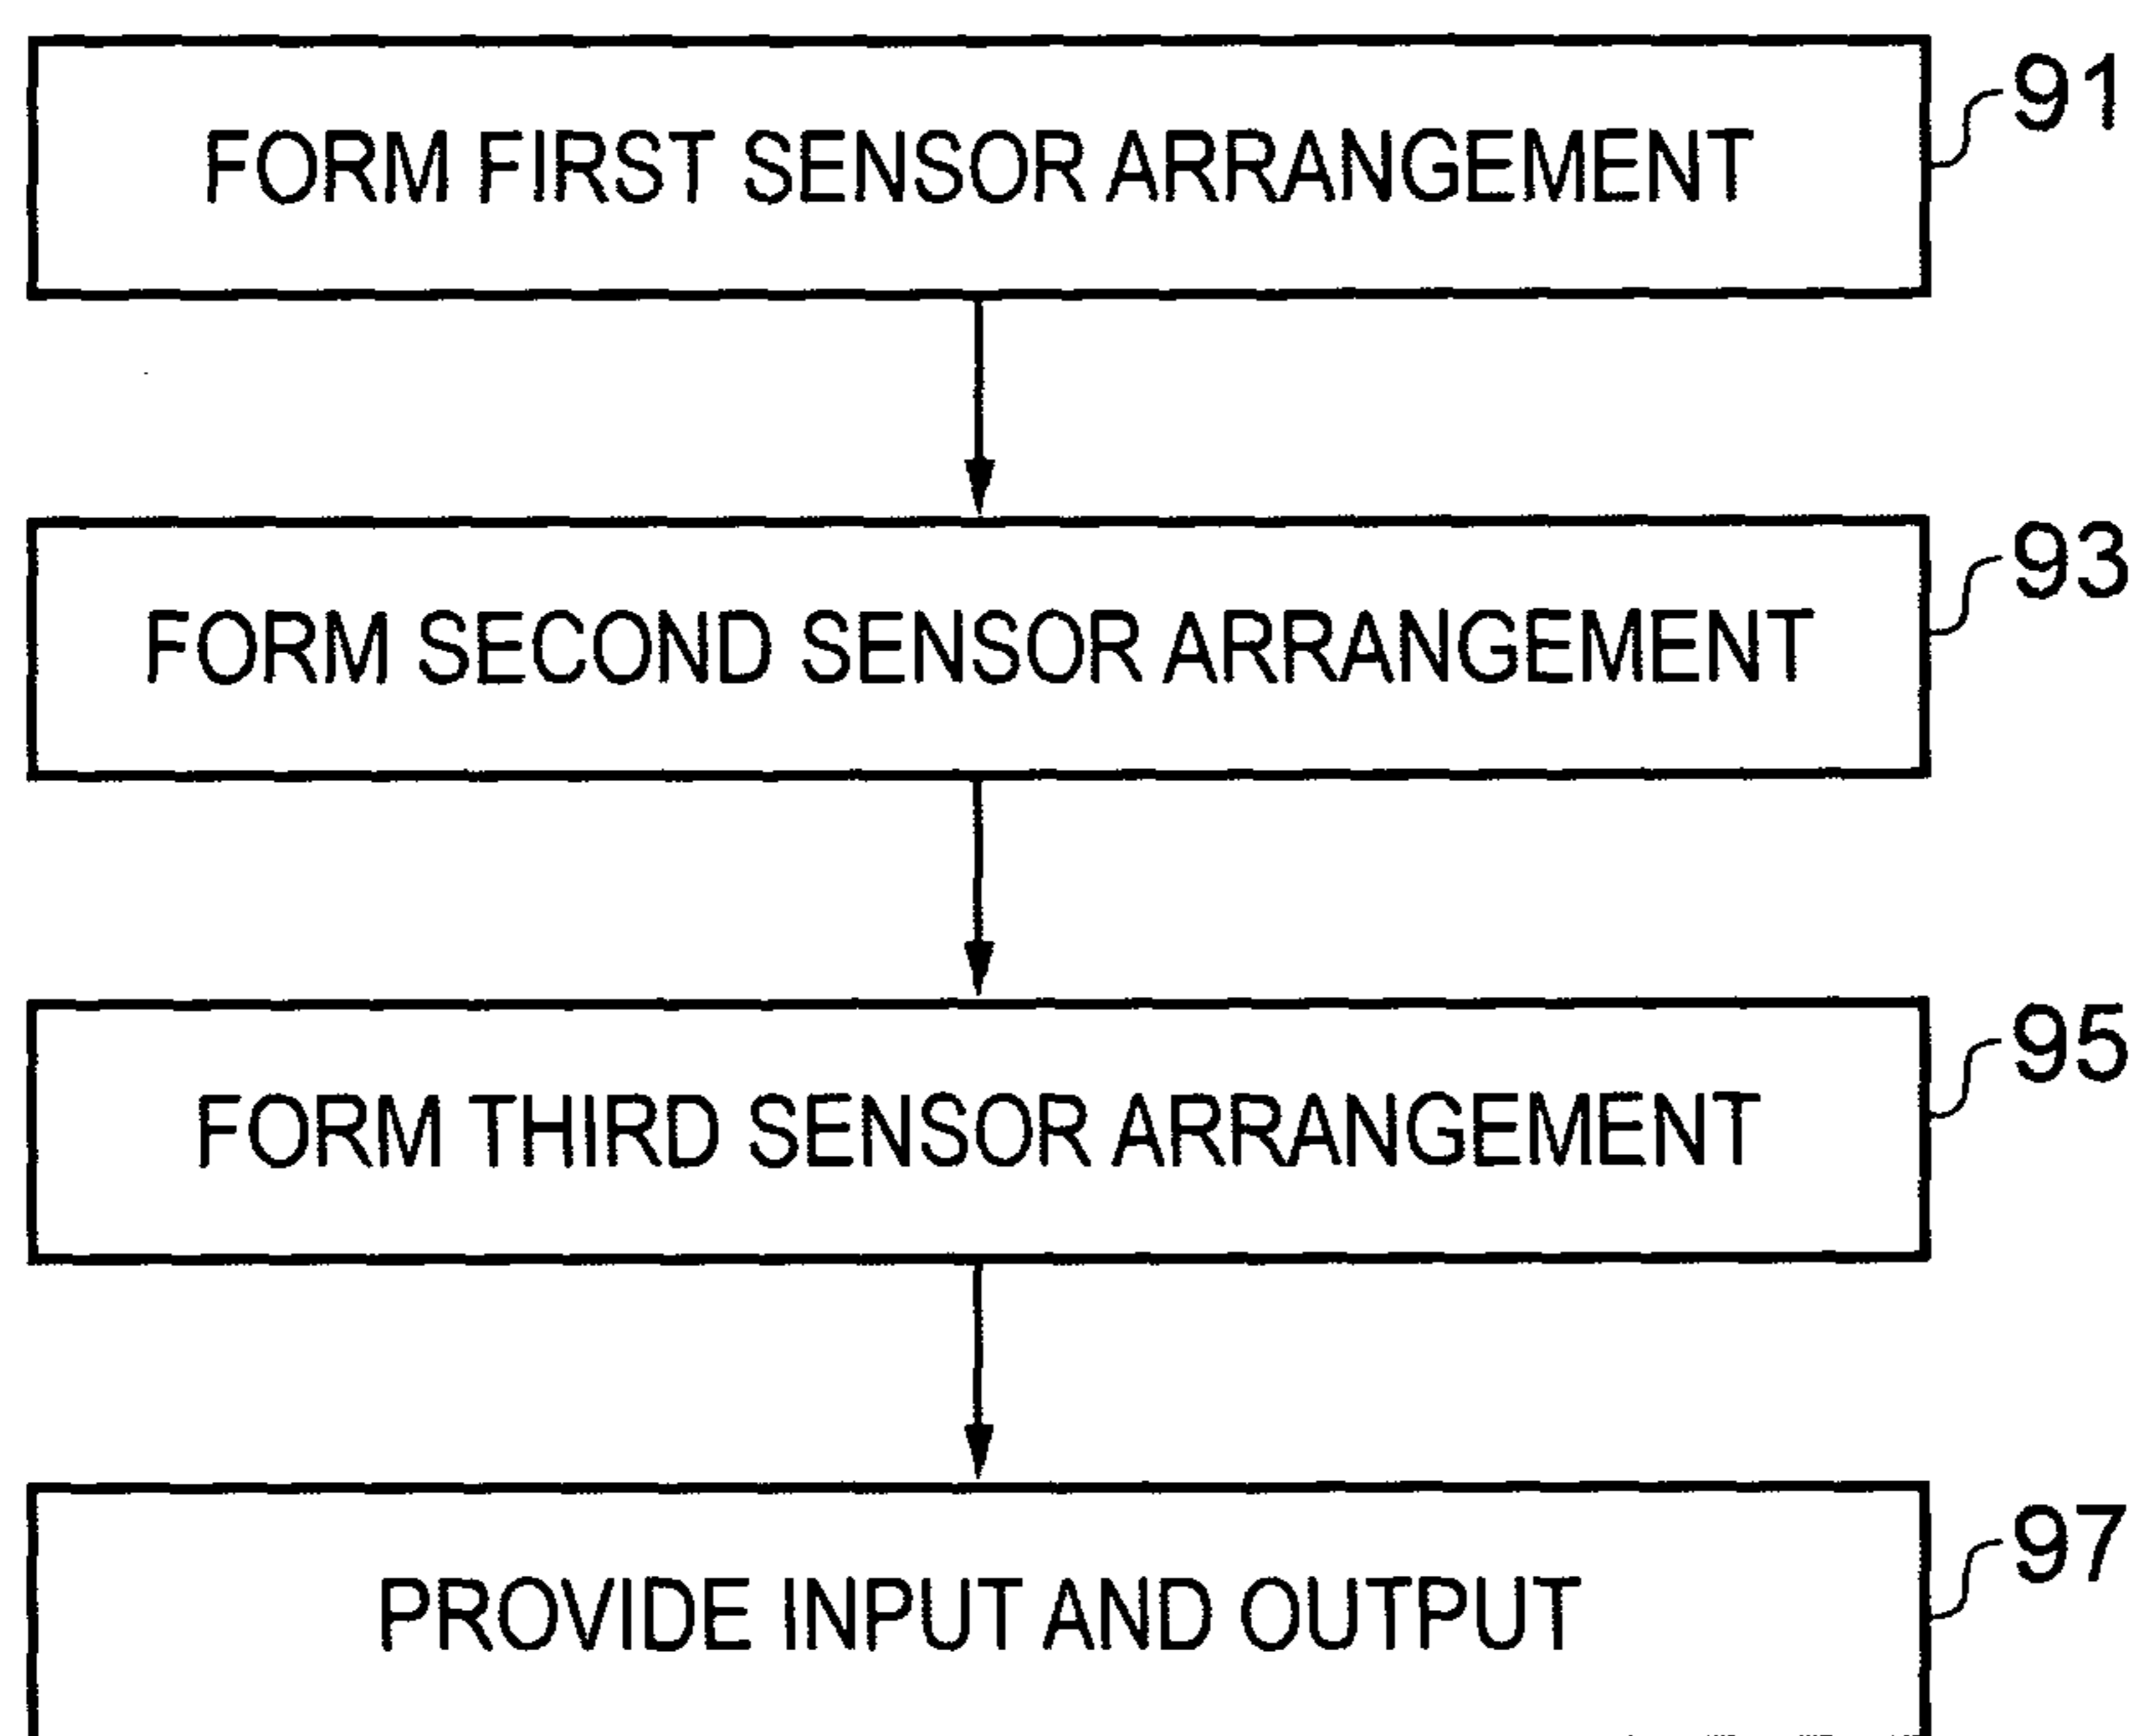 FORM FIRST SENSOR ARRANGEMENT
91
FORM SECOND SENSOR ARRANGEMENT
93
FORM THIRD SENSOR ARRANGEMENT
95
PROVIDE INPUT AND OUTPUT
97